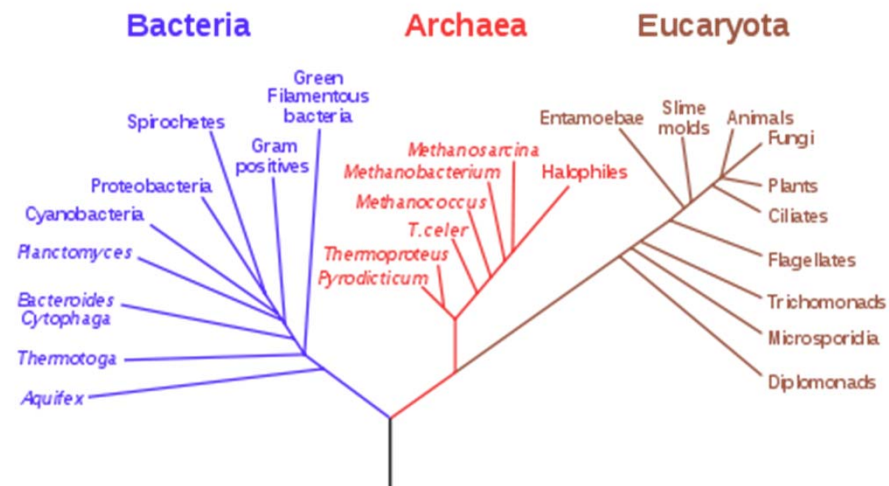 Bacteria
Archaea
Eucaryota
Green
Filamentous
bacteria
Spirochetes
Gram
positives
Proteobacteria
Cyanobacteria
Planctomyces
Bacteroides
Cytophaga
Thermotoga
Aquifex
Methanosarcina
Methanobacterium
Halophiles
Methanococcus
T.celer
Thermoproteus
Pyrodicticum
Entamoebae
Slime
molds
Animals
Fungi
Plants
Ciliates
Flagellates
Trichomonads
Microsporidia
Diplomonads